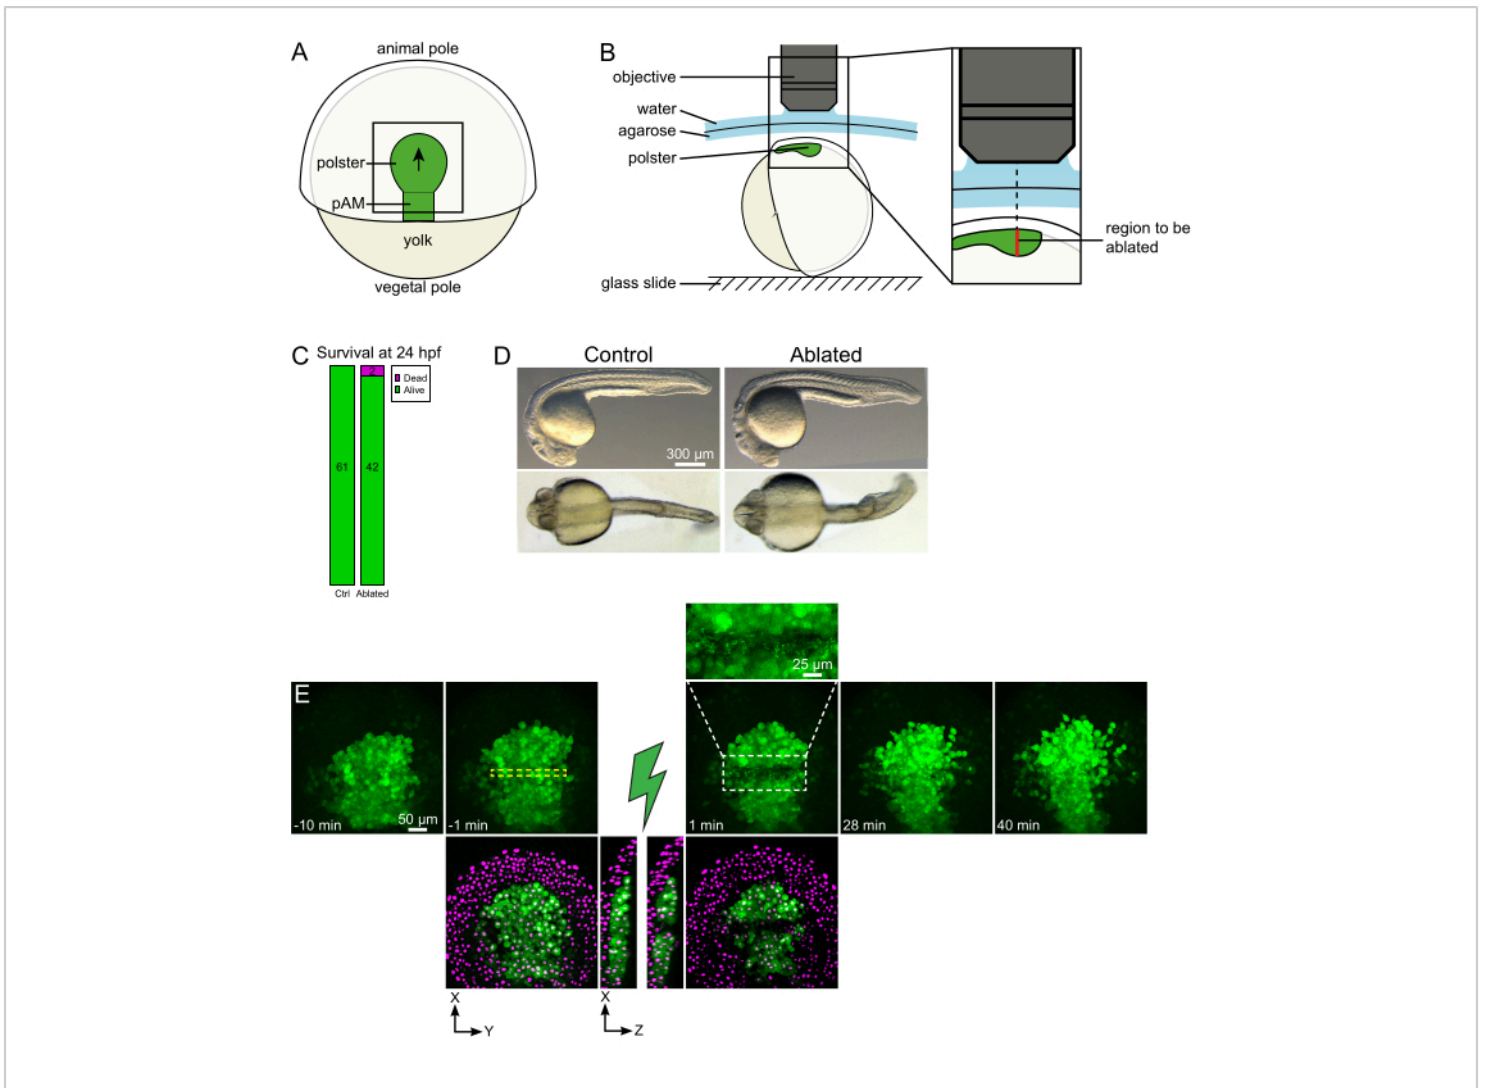 A
animal pole
polster
pAM
yolk
vegetal pole
B
objective
water
agarose
polster
glass slide
region to be
ablated
C
Survival at 24 hpf
2
Dead
Alive
61
42
Ctrl
Ablated
D
Control
Ablated
300 µm
25 µm
E
-10 min
50 µm
-1 min
1 min
28 min
40 min
X
Y
X
Z